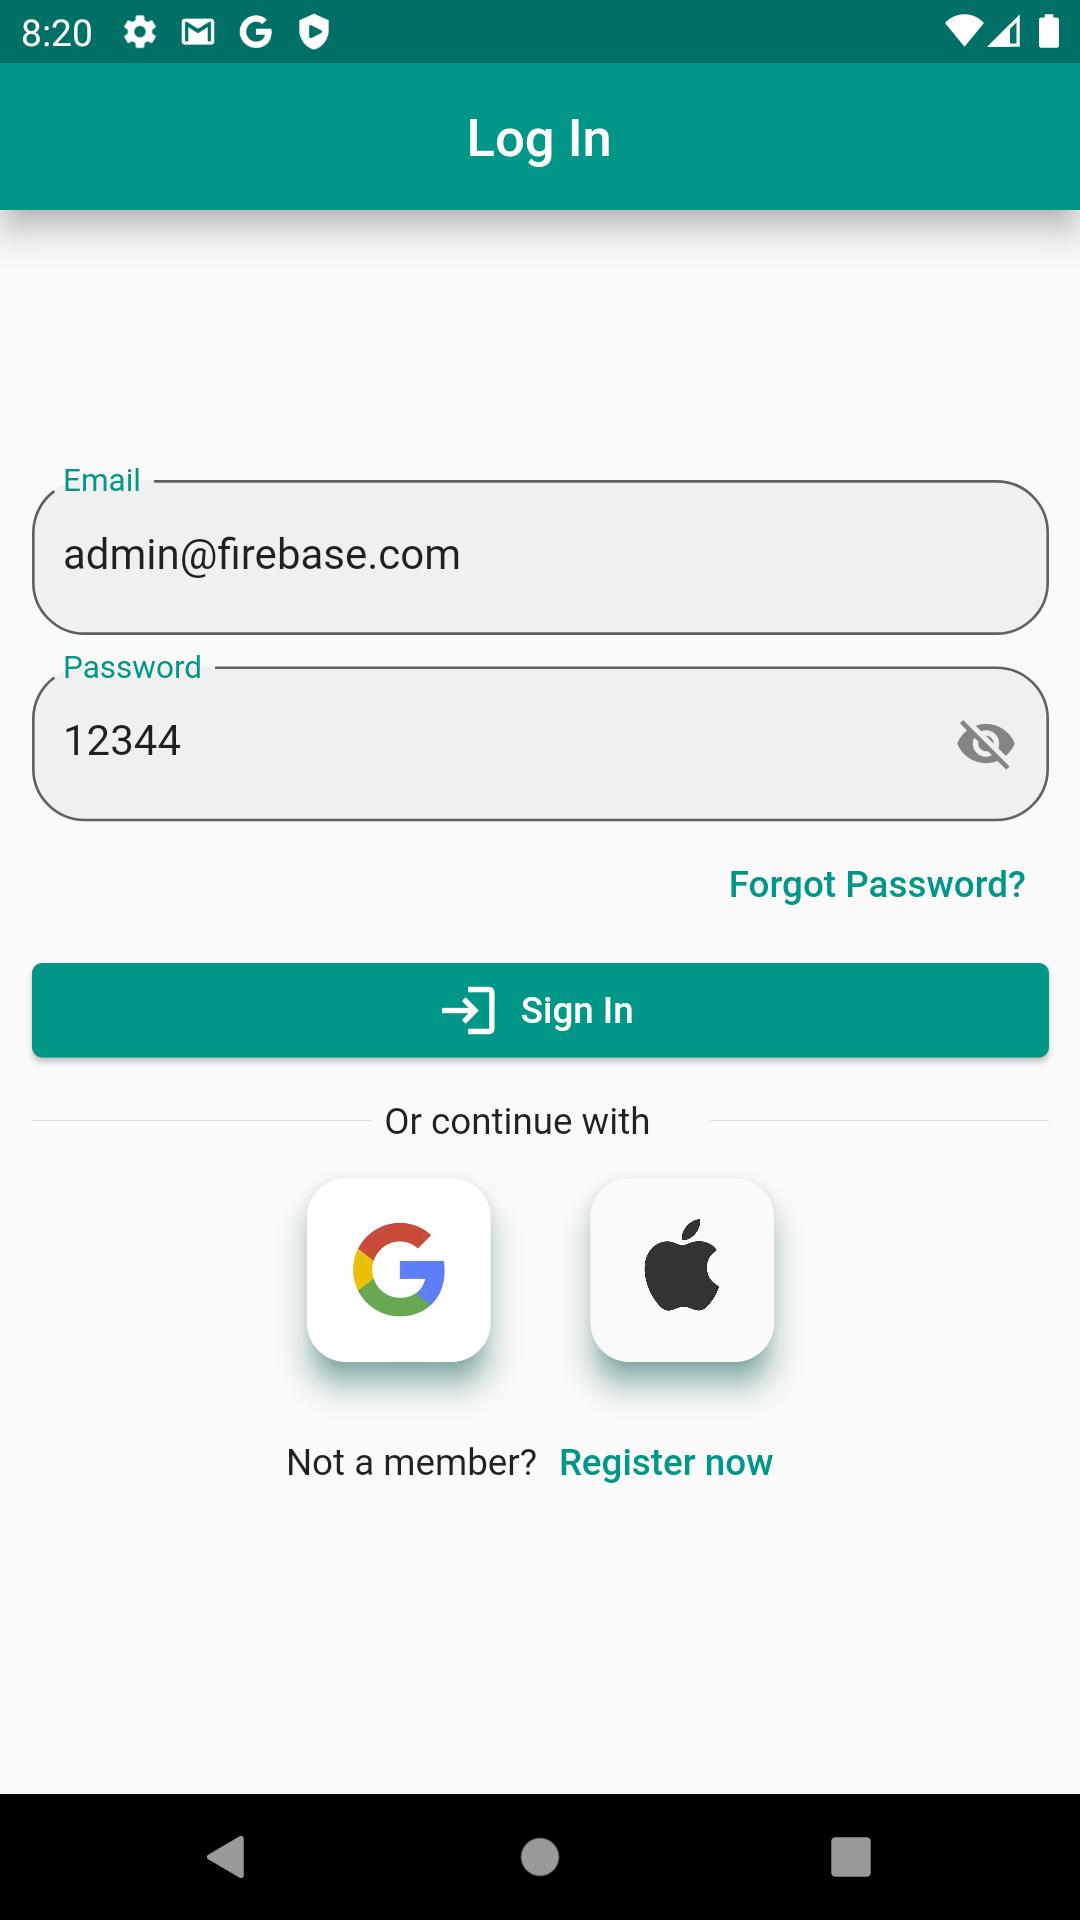 8:20
Log In
Email
admin@firebase.com
Password
12344
Forgot Password?
Sign In
Or continue with
Not a member? Register now